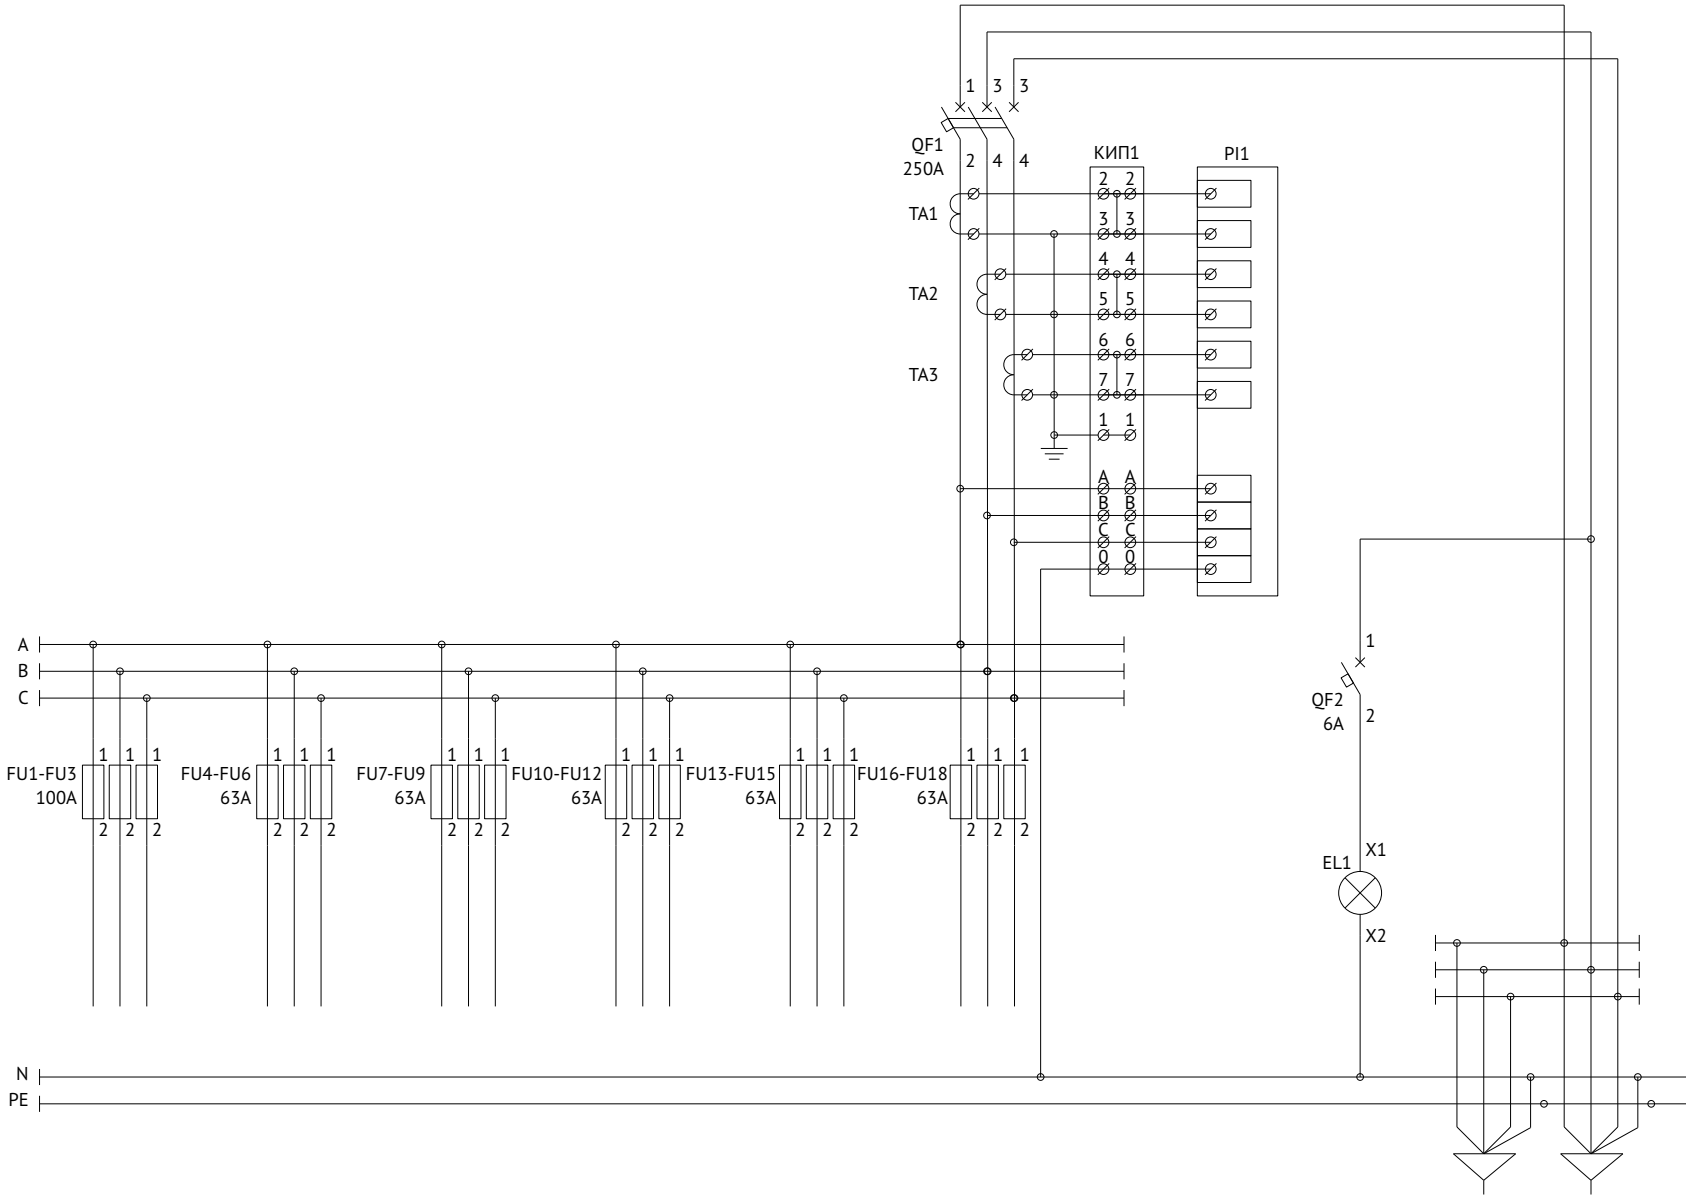 1 3 3
QF1
250A
2 4 4
КИП1
PI1
TA1
2 2
3 3
TA2
4 4
5 5
TA3
6 6
7 7
1 1
A A
B B
C C
0 0
A
B
C
1
QF2
6A
2
1 1 1 1 1 1 1 1 1 1 1 1 1 1 1 1 1 1
FU1-FU3 FU4-FU6 FU7-FU9 FU10-FU12 FU13-FU15 FU16-FU18
100A 63A 63A 63A 63A 63A
2 2 2 2 2 2 2 2 2 2 2 2 2 2 2 2 2 2
X1
EL1
X2
N
PE